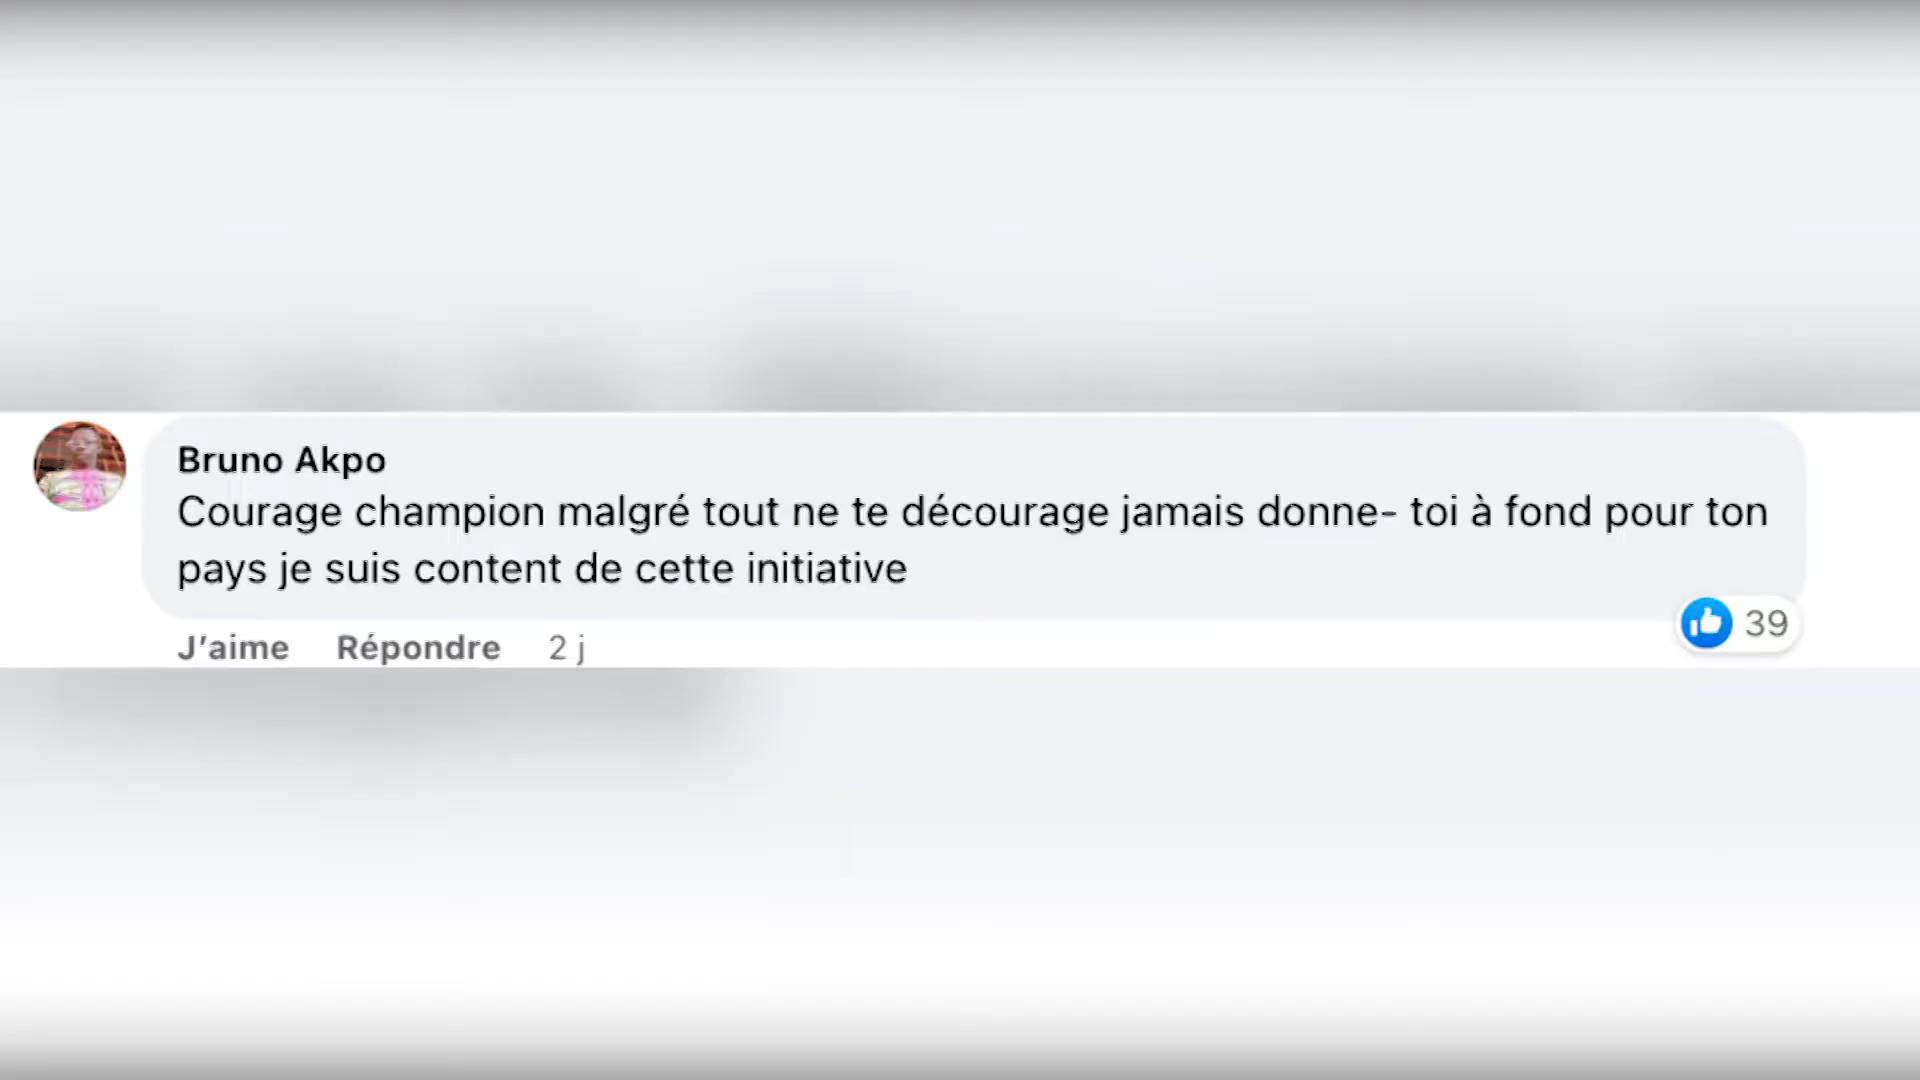 Bruno Akpo
Courage champion malgré tout ne te décourage jamais donne- toi à fond pour ton
pays je suis content de cette initiative
J'aime Répondre 2 j
39